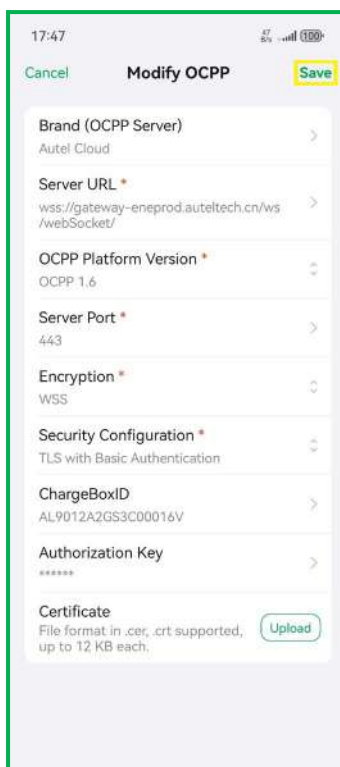 17:47
47 B/s 100
Cancel Modify OCPP Save
Brand (OCPP Server)
Autel Cloud
Server URL *
wss://gateway-eneprod.auteltech.cn/ws
/webSocket/
OCPP Platform Version *
OCPP 1.6
Server Port *
443
Encryption *
WSS
Security Configuration *
TLS with Basic Authentication
ChargeBoxID
AL9012A2GS3C00016V
Authorization Key
******
Certificate
File format in .cer, .crt supported,
up to 12 KB each.
Upload